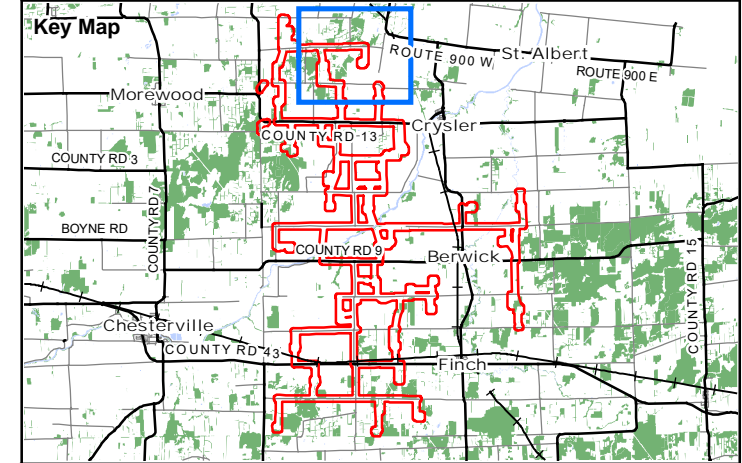 Key Map
ROUTE 900 W
St. Albert
ROUTE 900 E
Morewood
Crysler
COUNTY RD 13
COUNTY RD 3
COUNTY RD 7
BOYNE RD
COUNTY RD 9
Berwick
COUNTY RD 15
Chesterville
COUNTY RD 43
Finch